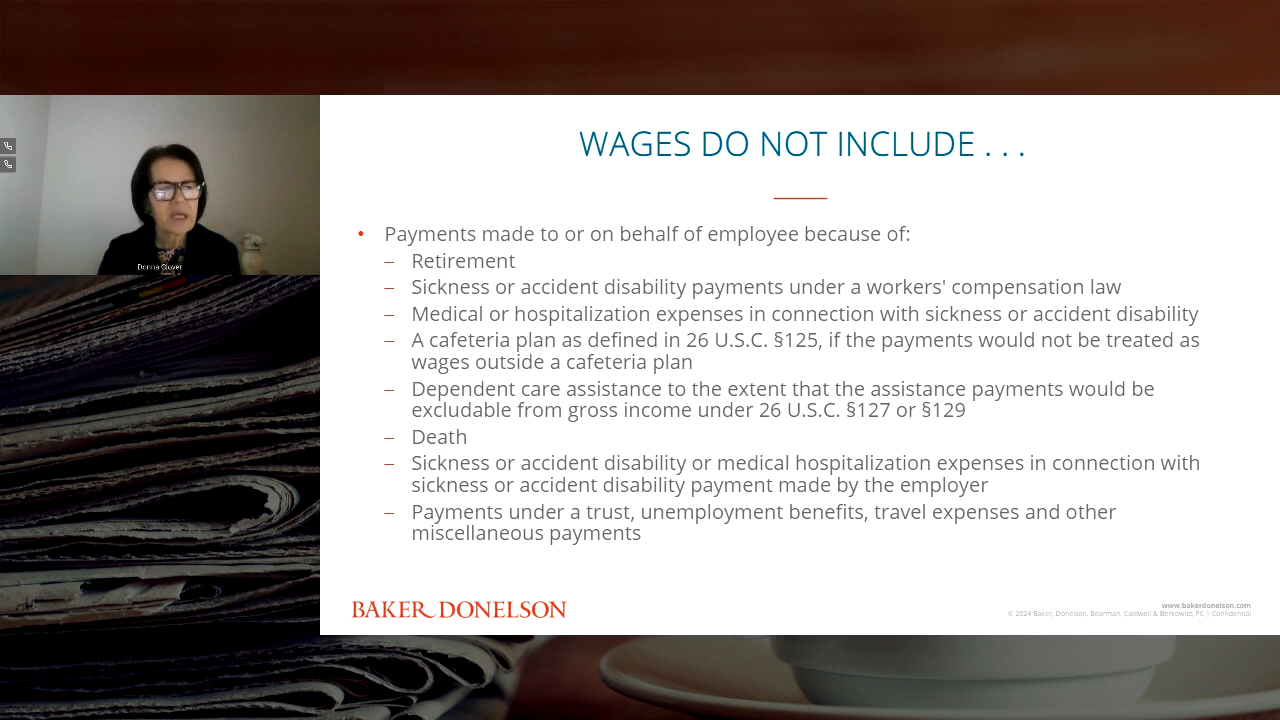 WAGES DO NOT INCLUDE . . .
• Payments made to or on behalf of employee because of:
– Retirement
– Sickness or accident disability payments under a workers' compensation law
– Medical or hospitalization expenses in connection with sickness or accident disability
– A cafeteria plan as defined in 26 U.S.C. §125, if the payments would not be treated as
wages outside a cafeteria plan
– Dependent care assistance to the extent that the assistance payments would be
excludable from gross income under 26 U.S.C. §127 or §129
– Death
– Sickness or accident disability or medical hospitalization expenses in connection with
sickness or accident disability payment made by the employer
– Payments under a trust, unemployment benefits, travel expenses and other
miscellaneous payments
BAKER DONELSON
www.bakerdonelson.com
© 2024 Baker, Donelson, Bearman, Caldwell & Berkowitz, PC | Confidential
Donna Glover